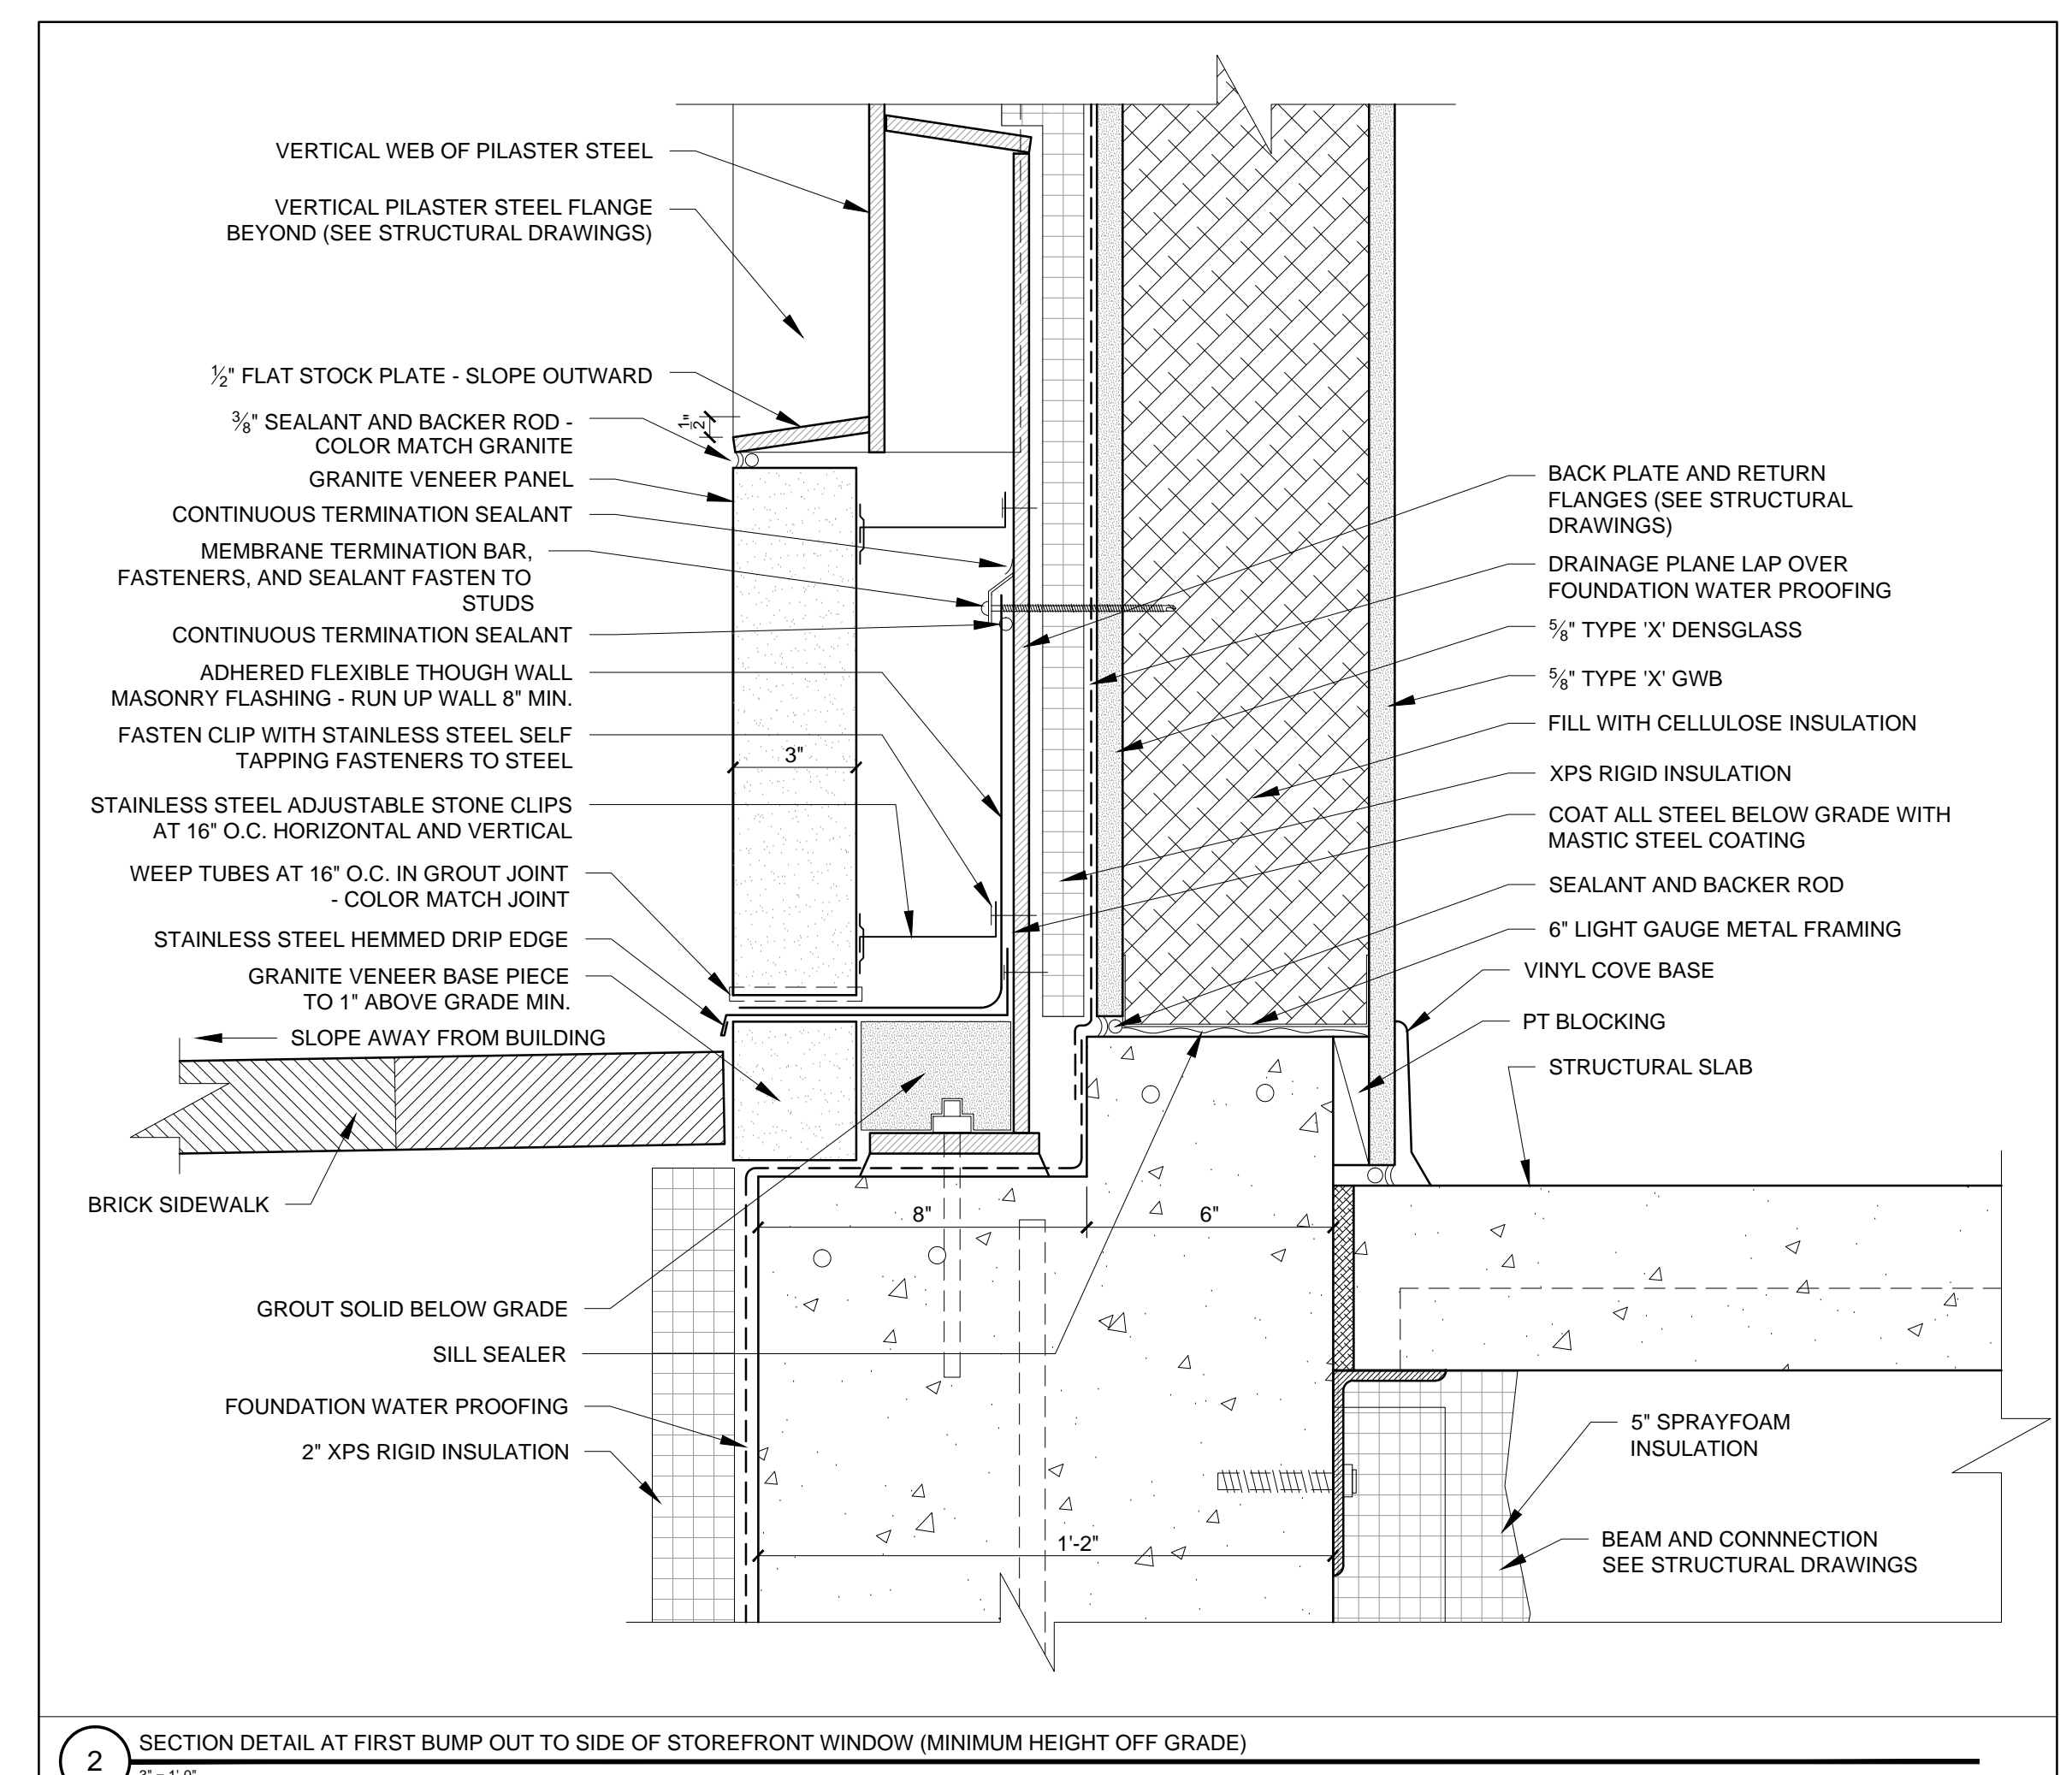 VERTICAL WEB OF PILASTER STEEL
VERTICAL PILASTER STEEL FLANGE
BEYOND (SEE STRUCTURAL DRAWINGS)
½" FLAT STOCK PLATE - SLOPE OUTWARD
⅜" SEALANT AND BACKER ROD -
COLOR MATCH GRANITE
GRANITE VENEER PANEL
CONTINUOUS TERMINATION SEALANT
MEMBRANE TERMINATION BAR,
FASTENERS, AND SEALANT FASTEN TO
STUDS
CONTINUOUS TERMINATION SEALANT
ADHERED FLEXIBLE THOUGH WALL
MASONRY FLASHING - RUN UP WALL 8" MIN.
FASTEN CLIP WITH STAINLESS STEEL SELF
TAPPING FASTENERS TO STEEL
STAINLESS STEEL ADJUSTABLE STONE CLIPS
AT 16" O.C. HORIZONTAL AND VERTICAL
WEEP TUBES AT 16" O.C. IN GROUT JOINT
- COLOR MATCH JOINT
STAINLESS STEEL HEMMED DRIP EDGE
GRANITE VENEER BASE PIECE
TO 1" ABOVE GRADE MIN.
SLOPE AWAY FROM BUILDING
BRICK SIDEWALK
GROUT SOLID BELOW GRADE
SILL SEALER
FOUNDATION WATER PROOFING
2" XPS RIGID INSULATION
½"
3"
8"
6"
1'-2"
BACK PLATE AND RETURN
FLANGES (SEE STRUCTURAL
DRAWINGS)
DRAINAGE PLANE LAP OVER
FOUNDATION WATER PROOFING
⅝" TYPE 'X' DENSGLASS
⅝" TYPE 'X' GWB
FILL WITH CELLULOSE INSULATION
XPS RIGID INSULATION
COAT ALL STEEL BELOW GRADE WITH
MASTIC STEEL COATING
SEALANT AND BACKER ROD
6" LIGHT GAUGE METAL FRAMING
VINYL COVE BASE
PT BLOCKING
STRUCTURAL SLAB
5" SPRAYFOAM
INSULATION
BEAM AND CONNNECTION
SEE STRUCTURAL DRAWINGS
2
SECTION DETAIL AT FIRST BUMP OUT TO SIDE OF STOREFRONT WINDOW (MINIMUM HEIGHT OFF GRADE)
3" = 1'-0"